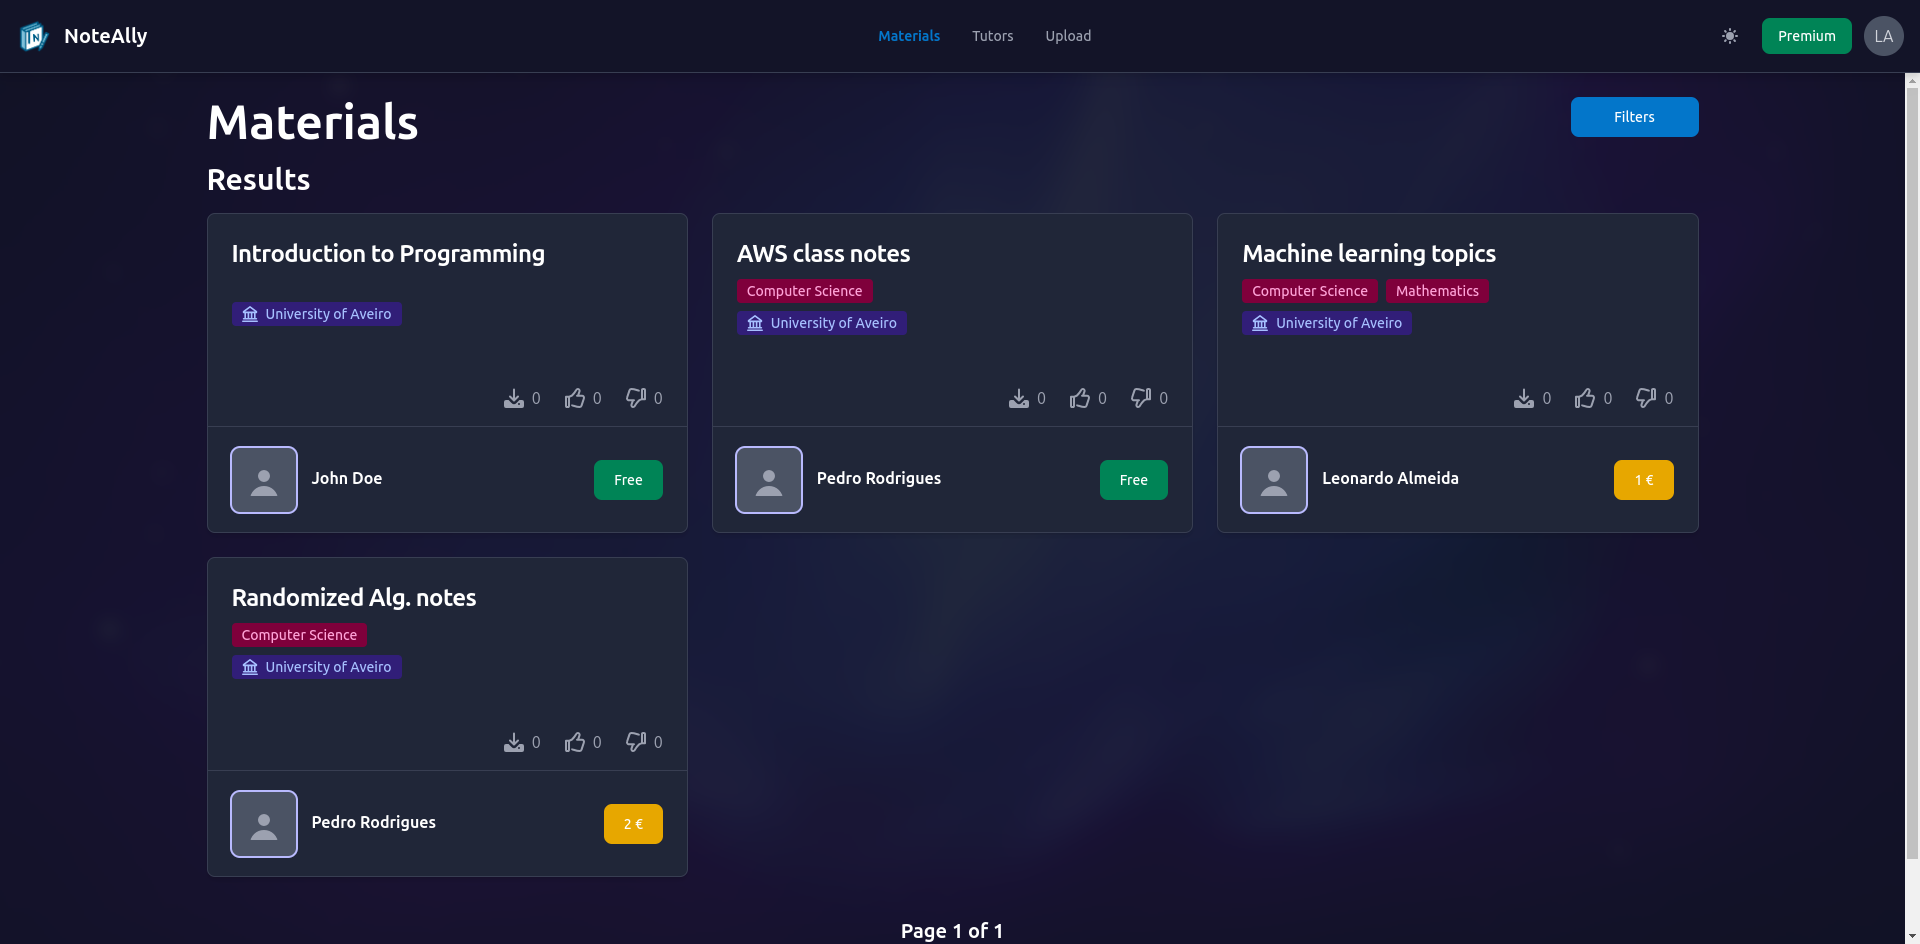 NoteAlly
Materials Tutors Upload
Premium LA
Materials
Filters
Results
Introduction to Programming
University of Aveiro
0 0 0
John Doe
Free
AWS class notes
Computer Science
University of Aveiro
0 0 0
Pedro Rodrigues
Free
Machine learning topics
Computer Science Mathematics
University of Aveiro
0 0 0
Leonardo Almeida
1 €
Randomized Alg. notes
Computer Science
University of Aveiro
0 0 0
Pedro Rodrigues
2 €
Page 1 of 1